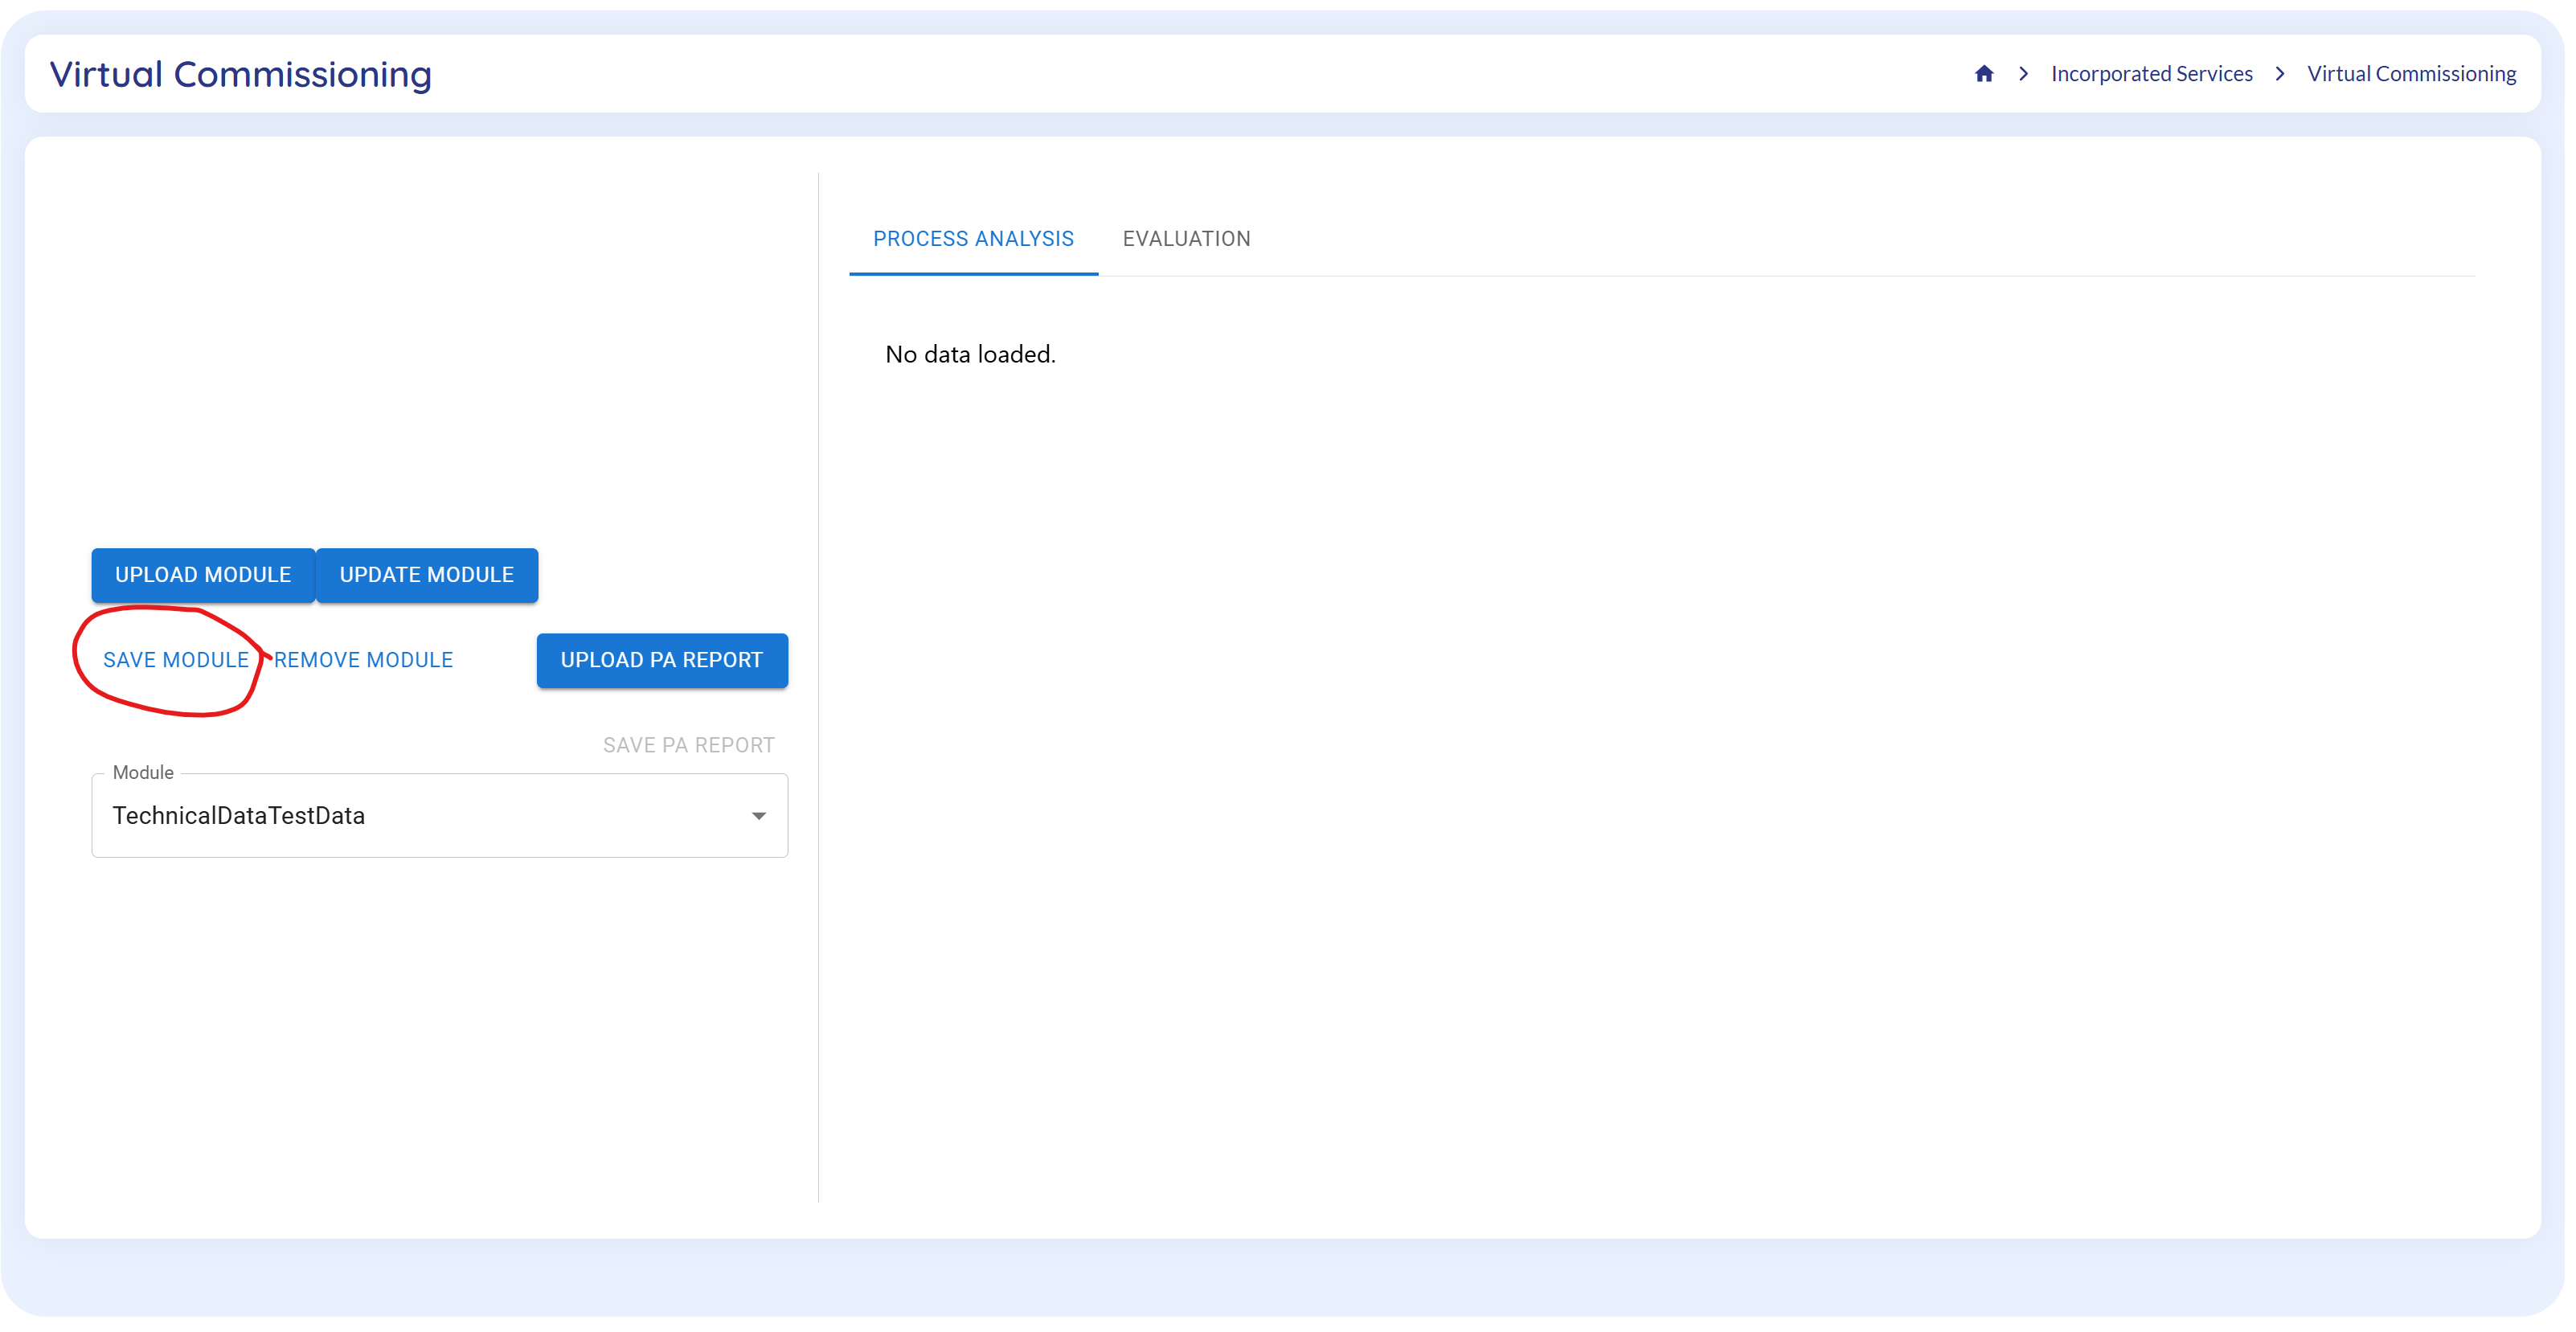 Virtual Commissioning
Incorporated Services
Virtual Commissioning
PROCESS ANALYSIS
EVALUATION
No data loaded.
UPLOAD MODULE
UPDATE MODULE
SAVE MODULE
REMOVE MODULE
UPLOAD PA REPORT
SAVE PA REPORT
Module
TechnicalDataTestData